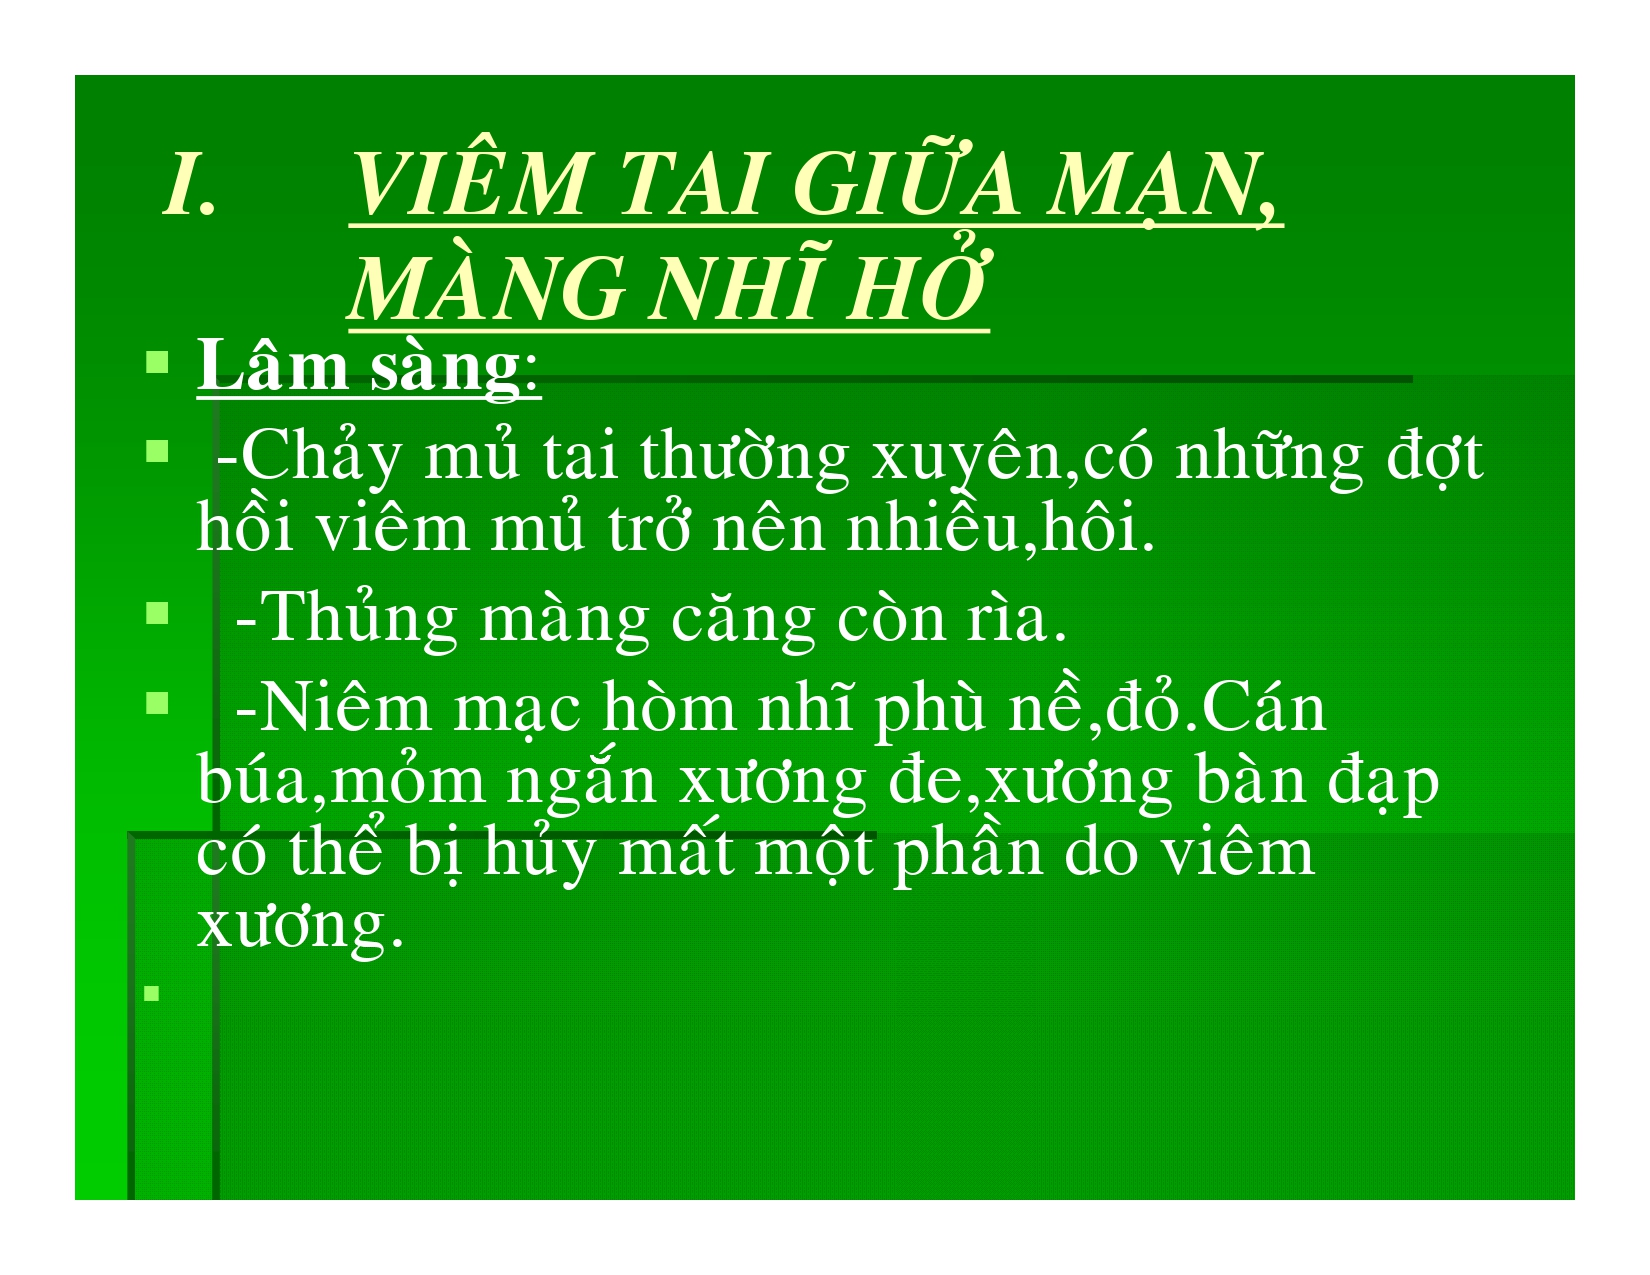 I. VIÊM TAI GIỮA MẠN,
MÀNG NHĨ HỞ
Lâm sàng:
-Chảy mủ tai thường xuyên,có những đợt
hồi viêm mủ trở nên nhiều,hôi.
-Thủng màng căng còn rìa.
-Niêm mạc hòm nhĩ phù nề,đỏ.Cán
búa,mỏm ngắn xương đe,xương bàn đạp
có thể bị hủy mất một phần do viêm
xương.